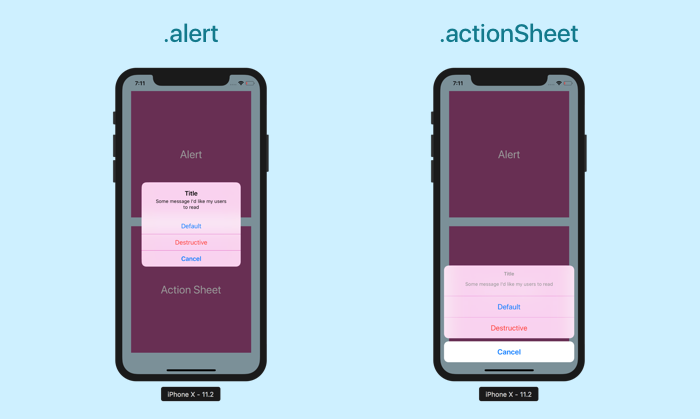 .alert
7:11
Alert
Title
Some message I'd like my users
to read
Default
Destructive
Cancel
Action Sheet
iPhone X - 11.2
.actionSheet
7:11
Alert
Title
Some message I'd like my users to read
Default
Destructive
Cancel
iPhone X - 11.2